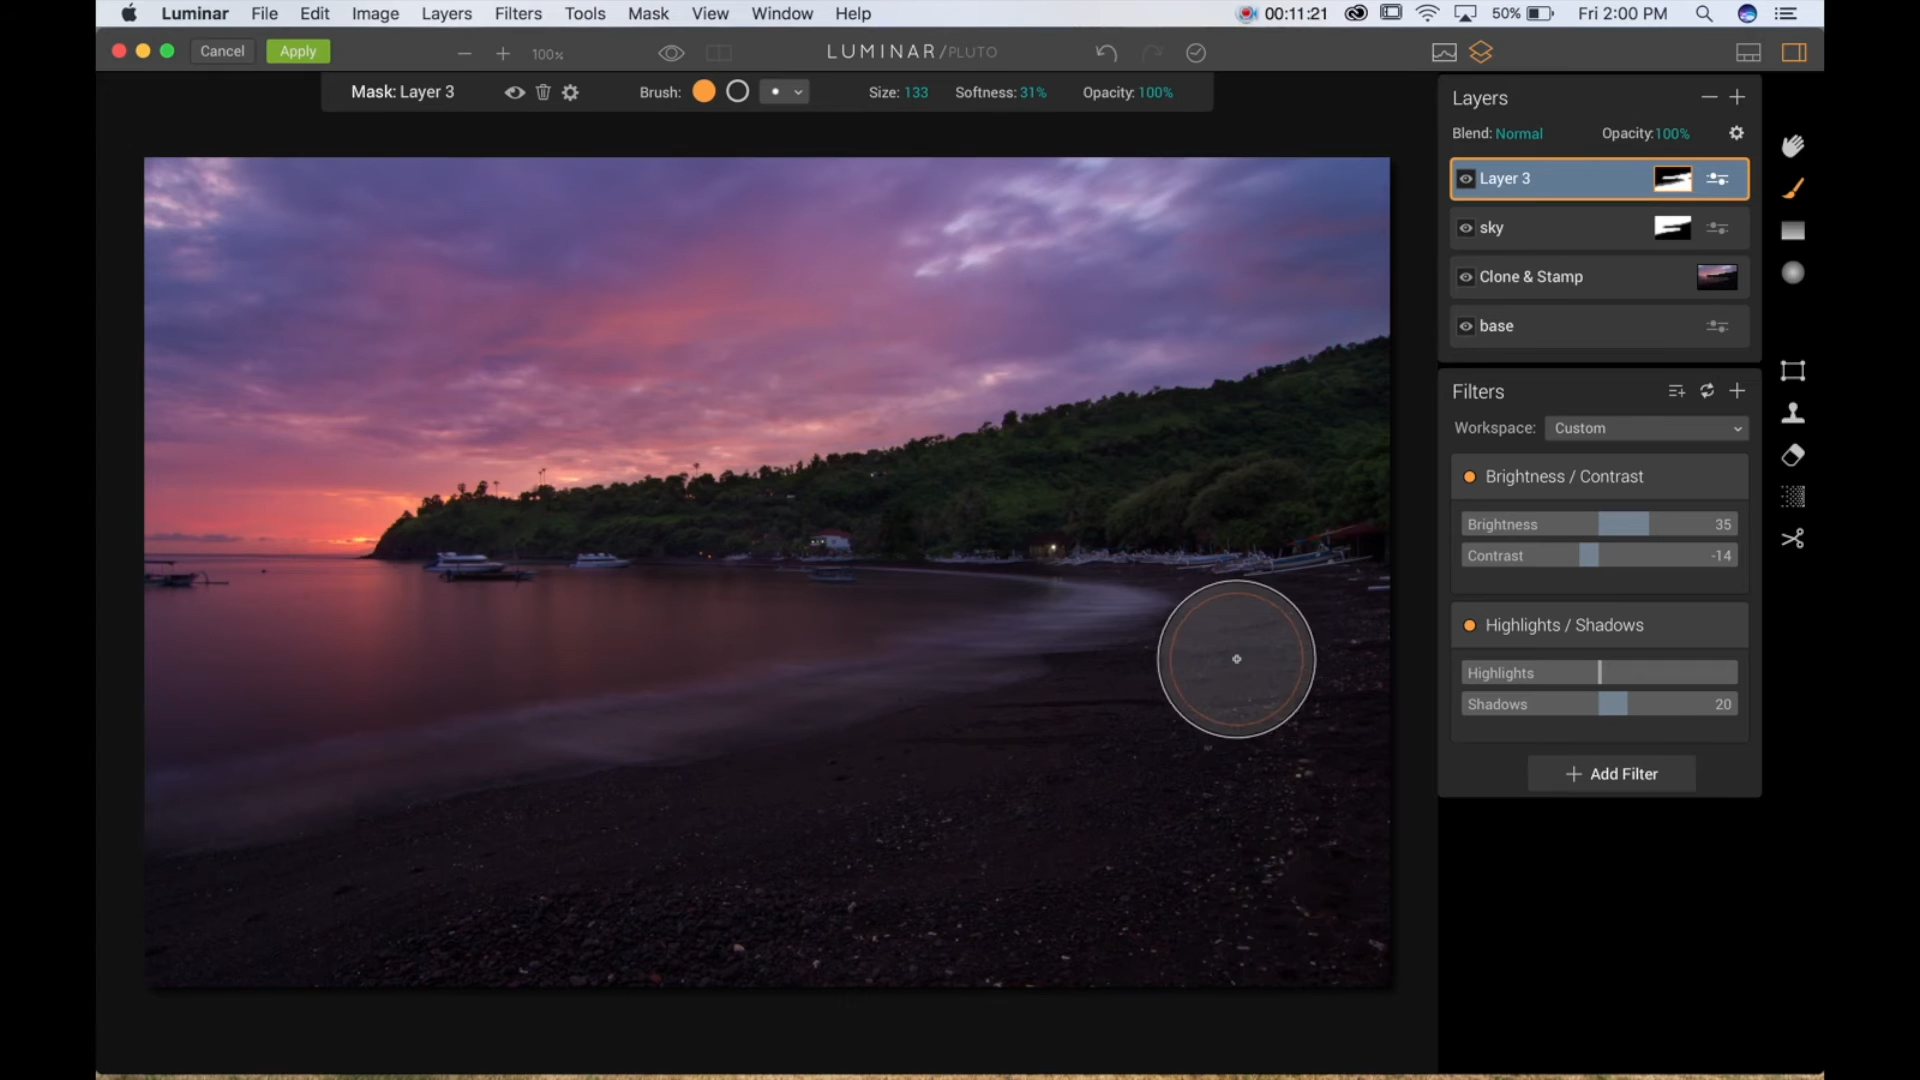 Luminar File Edit Image Layers Filters Tools Mask View Window Help 00:11:21 50% Fri 2:00 PM
Cancel Apply 100% LUMINAR/PLUTO
Mask: Layer 3 Brush: Size: 133 Softness: 31% Opacity: 100%
Layers
Blend: Normal Opacity:100%
Layer 3
sky
Clone & Stamp
base
Filters
Workspace: Custom
Brightness / Contrast
Brightness 35
Contrast -14
Highlights / Shadows
Highlights
Shadows 20
Add Filter